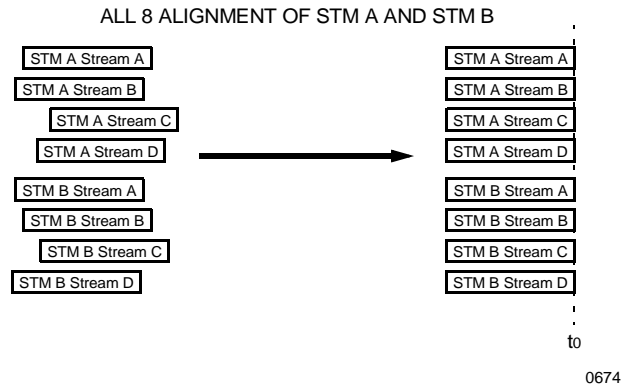 ALL 8 ALIGNMENT OF STM A AND STM B
STM A Stream A
STM A Stream B
STM A Stream C
STM A Stream D
STM B Stream A
STM B Stream B
STM B Stream C
STM B Stream D
STM A Stream A
STM A Stream B
STM A Stream C
STM A Stream D
STM B Stream A
STM B Stream B
STM B Stream C
STM B Stream D
t0
0674